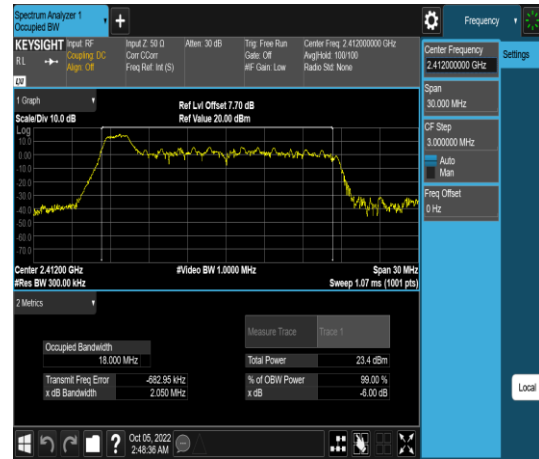 Spectrum Analyzer 1
Occupied BW
+
Frequency
KEYSIGHT
Input: RF
Coupling: DC
Align: Off
Input Z: 50 Ω
Corr CCorr
Freq Ref: Int (S)
Atten: 30 dB
Trig: Free Run
Gate: Off
#IF Gain: Low
Center Freq: 2.412000000 GHz
Avg|Hold: 100/100
Radio Std: None
R L
LXI
Center Frequency
2.412000000 GHz
Settings
Span
30.000 MHz
CF Step
3.000000 MHz
Auto
Man
Freq Offset
0 Hz
1 Graph
Scale/Div 10.0 dB
Ref Lvl Offset 7.70 dB
Ref Value 20.00 dBm
Log
10.0
0.00
-10.0
-20.0
-30.0
-40.0
-50.0
-60.0
-70.0
Center 2.41200 GHz
#Video BW 1.0000 MHz
Span 30 MHz
#Res BW 300.00 kHz
Sweep 1.07 ms (1001 pts)
2 Metrics
Measure Trace
Trace 1
Occupied Bandwidth
18.000 MHz
Total Power
23.4 dBm
Transmit Freq Error
-682.95 kHz
% of OBW Power
99.00 %
x dB Bandwidth
2.050 MHz
x dB
-6.00 dB
Local
?
Oct 05, 2022
2:48:36 AM